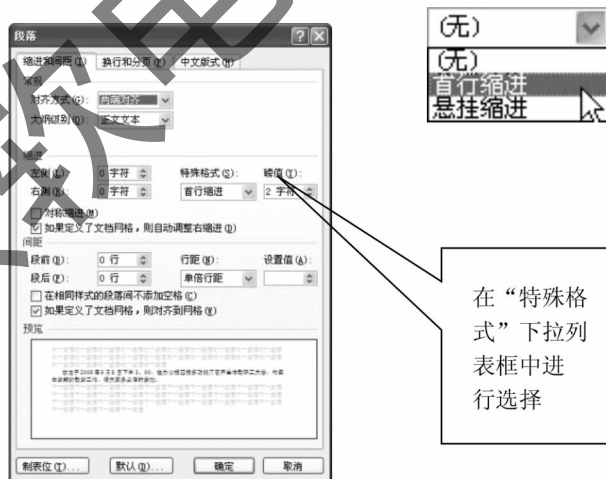 段落
缩进和间距(I) 换行和分页(P) 中文版式(H)
常规
对齐方式(G): 两端对齐
大纲级别(O): 正文文本
缩进
左侧(L): 0 字符 特殊格式(S): 磅值(Y):
右侧(R): 0 字符 首行缩进 2 字符
对称缩进(M)
如果定义了文档网格，则自动调整右缩进(D)
间距
段前(B): 0 行 行距(N): 设置值(A):
段后(F): 0 行 单倍行距
在相同样式的段落间不添加空格(C)
如果定义了文档网格，则对齐到网格(W)
预览
制表位(T)... 默认(D)... 确定 取消
(无)
(无)
首行缩进
悬挂缩进
在“特殊格
式”下拉列
表框中进
行选择